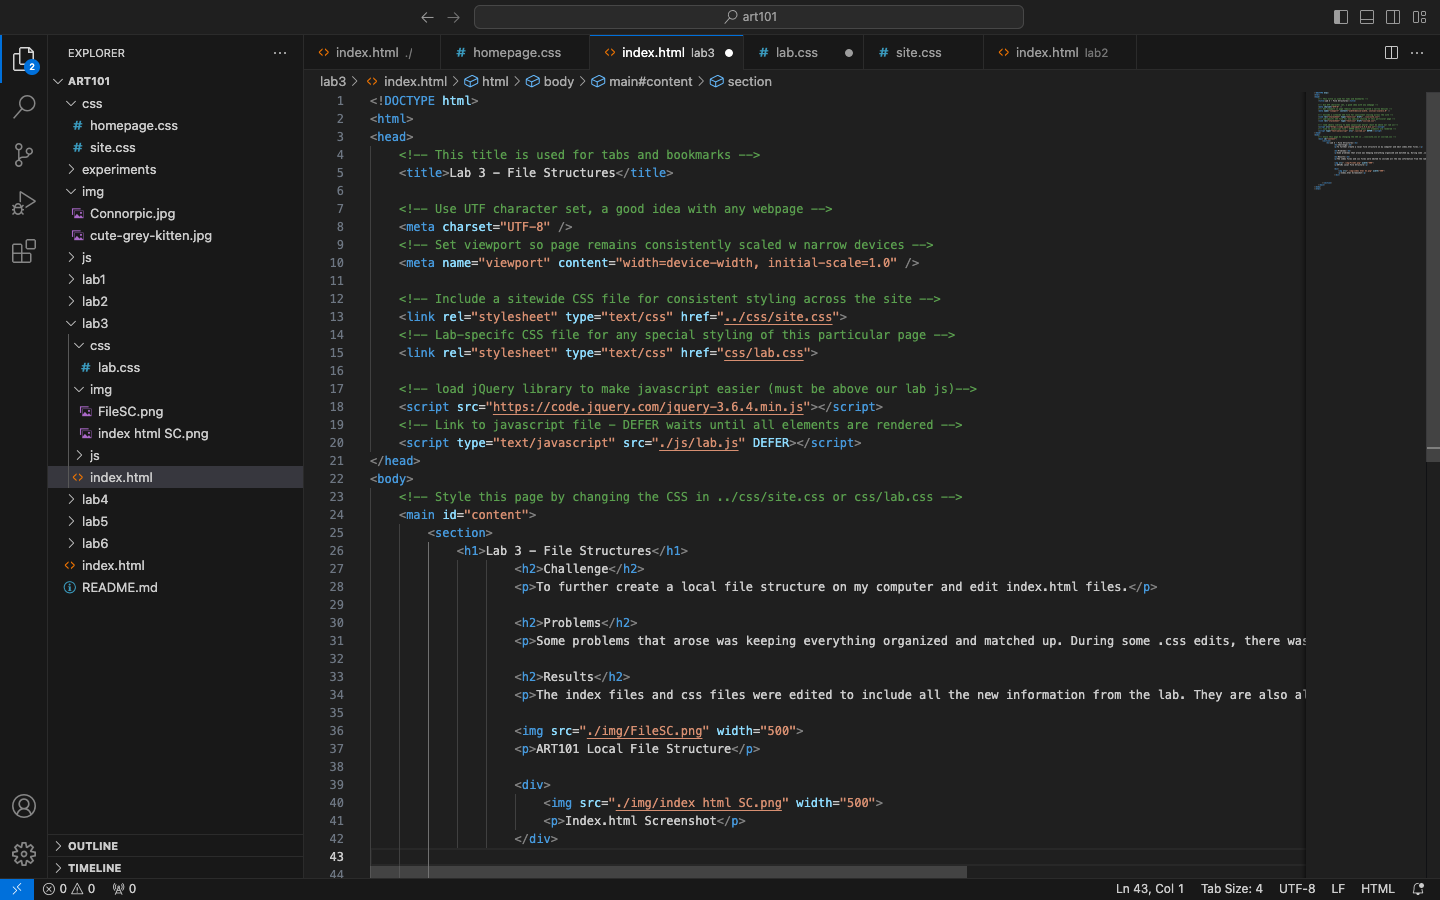 art101
2
EXPLORER
index.html ./
homepage.css
index.html lab3
lab.css
site.css
index.html lab2
ART101
css
homepage.css
site.css
experiments
img
Connorpic.jpg
cute-grey-kitten.jpg
js
lab1
lab2
lab3
css
lab.css
img
FileSC.png
index html SC.png
js
index.html
lab4
lab5
lab6
index.html
README.md
OUTLINE
TIMELINE
lab3 > index.html > html > body > main#content > section
1 <!DOCTYPE html>
2 <html>
3 <head>
4 <!-- This title is used for tabs and bookmarks -->
5 <title>Lab 3 - File Structures</title>
6
7 <!-- Use UTF character set, a good idea with any webpage -->
8 <meta charset="UTF-8" />
9 <!-- Set viewport so page remains consistently scaled w narrow devices -->
10 <meta name="viewport" content="width=device-width, initial-scale=1.0" />
11
12 <!-- Include a sitewide CSS file for consistent styling across the site -->
13 <link rel="stylesheet" type="text/css" href="../css/site.css">
14 <!-- Lab-specifc CSS file for any special styling of this particular page -->
15 <link rel="stylesheet" type="text/css" href="css/lab.css">
16
17 <!-- load jQuery library to make javascript easier (must be above our lab js)-->
18 <script src="https://code.jquery.com/jquery-3.6.4.min.js"></script>
19 <!-- Link to javascript file - DEFER waits until all elements are rendered -->
20 <script type="text/javascript" src="./js/lab.js" DEFER></script>
21 </head>
22 <body>
23 <!-- Style this page by changing the CSS in ../css/site.css or css/lab.css -->
24 <main id="content">
25 <section>
26 <h1>Lab 3 - File Structures</h1>
27 <h2>Challenge</h2>
28 <p>To further create a local file structure on my computer and edit index.html files.</p>
29
30 <h2>Problems</h2>
31 <p>Some problems that arose was keeping everything organized and matched up. During some .css edits, there was
32
33 <h2>Results</h2>
34 <p>The index files and css files were edited to include all the new information from the lab. They are also al
35
36 <img src="./img/FileSC.png" width="500">
37 <p>ART101 Local File Structure</p>
38
39 <div>
40 <img src="./img/index html SC.png" width="500">
41 <p>Index.html Screenshot</p>
42 </div>
43
44
0 0 0
Ln 43, Col 1 Tab Size: 4 UTF-8 LF HTML